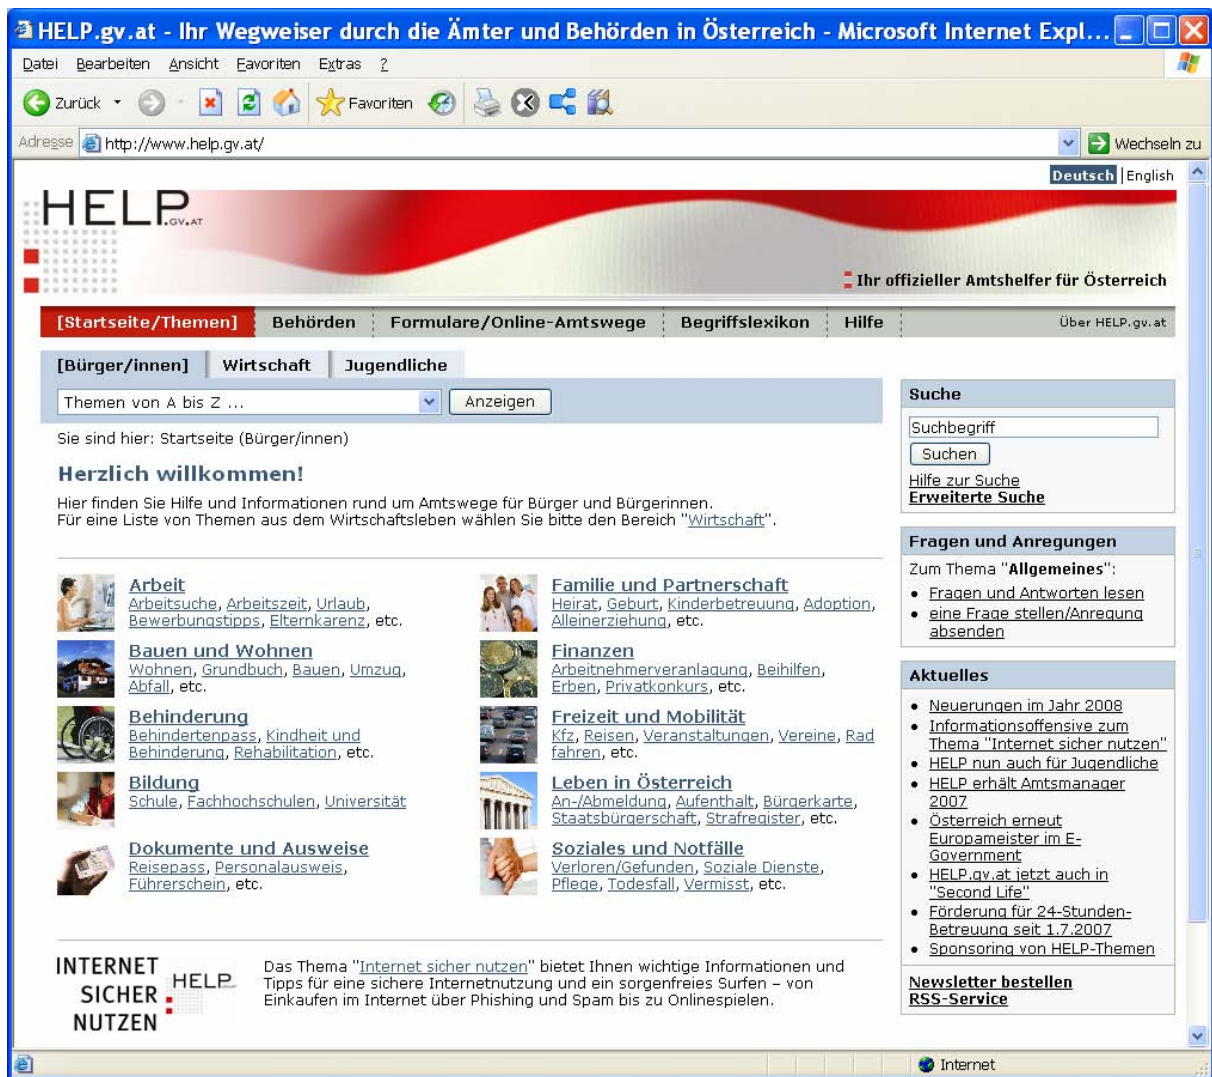 HELP.gv.at - Ihr Wegweiser durch die Ämter und Behörden in Österreich - Microsoft Internet Expl...
Datei Bearbeiten Ansicht Favoriten Extras ?
Zurück Favoriten
Adresse http://www.help.gv.at/ Wechseln zu
Deutsch | English
HELP.GV.AT
Ihr offizieller Amtshelfer für Österreich
[Startseite/Themen] Behörden Formulare/Online-Amtswege Begriffslexikon Hilfe Über HELP.gv.at
[Bürger/innen] Wirtschaft Jugendliche
Themen von A bis Z ... Anzeigen
Sie sind hier: Startseite (Bürger/innen)
Herzlich willkommen!
Hier finden Sie Hilfe und Informationen rund um Amtswege für Bürger und Bürgerinnen.
Für eine Liste von Themen aus dem Wirtschaftsleben wählen Sie bitte den Bereich "Wirtschaft".
Arbeit
Arbeitsuche, Arbeitszeit, Urlaub,
Bewerbungstipps, Elternkarenz, etc.
Bauen und Wohnen
Wohnen, Grundbuch, Bauen, Umzug,
Abfall, etc.
Behinderung
Behindertenpass, Kindheit und
Behinderung, Rehabilitation, etc.
Bildung
Schule, Fachhochschulen, Universität
Dokumente und Ausweise
Reisepass, Personalausweis,
Führerschein, etc.
Familie und Partnerschaft
Heirat, Geburt, Kinderbetreuung, Adoption,
Alleinerziehung, etc.
Finanzen
Arbeitnehmerveranlagung, Beihilfen,
Erben, Privatkonkurs, etc.
Freizeit und Mobilität
Kfz, Reisen, Veranstaltungen, Vereine, Rad
fahren, etc.
Leben in Österreich
An-/Abmeldung, Aufenthalt, Bürgerkarte,
Staatsbürgerschaft, Strafregister, etc.
Soziales und Notfälle
Verloren/Gefunden, Soziale Dienste,
Pflege, Todesfall, Vermisst, etc.
INTERNET
SICHER
NUTZEN
HELP
Das Thema "Internet sicher nutzen" bietet Ihnen wichtige Informationen und
Tipps für eine sichere Internetnutzung und ein sorgenfreies Surfen – von
Einkaufen im Internet über Phishing und Spam bis zu Onlinespielen.
Suche
Suchbegriff
Suchen
Hilfe zur Suche
Erweiterte Suche
Fragen und Anregungen
Zum Thema "Allgemeines":
• Fragen und Antworten lesen
• eine Frage stellen/Anregung
absenden
Aktuelles
• Neuerungen im Jahr 2008
• Informationsoffensive zum
Thema "Internet sicher nutzen"
• HELP nun auch für Jugendliche
• HELP erhält Amtsmanager
2007
• Österreich erneut
Europameister im E-
Government
• HELP.gv.at jetzt auch in
"Second Life"
• Förderung für 24-Stunden-
Betreuung seit 1.7.2007
• Sponsoring von HELP-Themen
Newsletter bestellen
RSS-Service
Internet